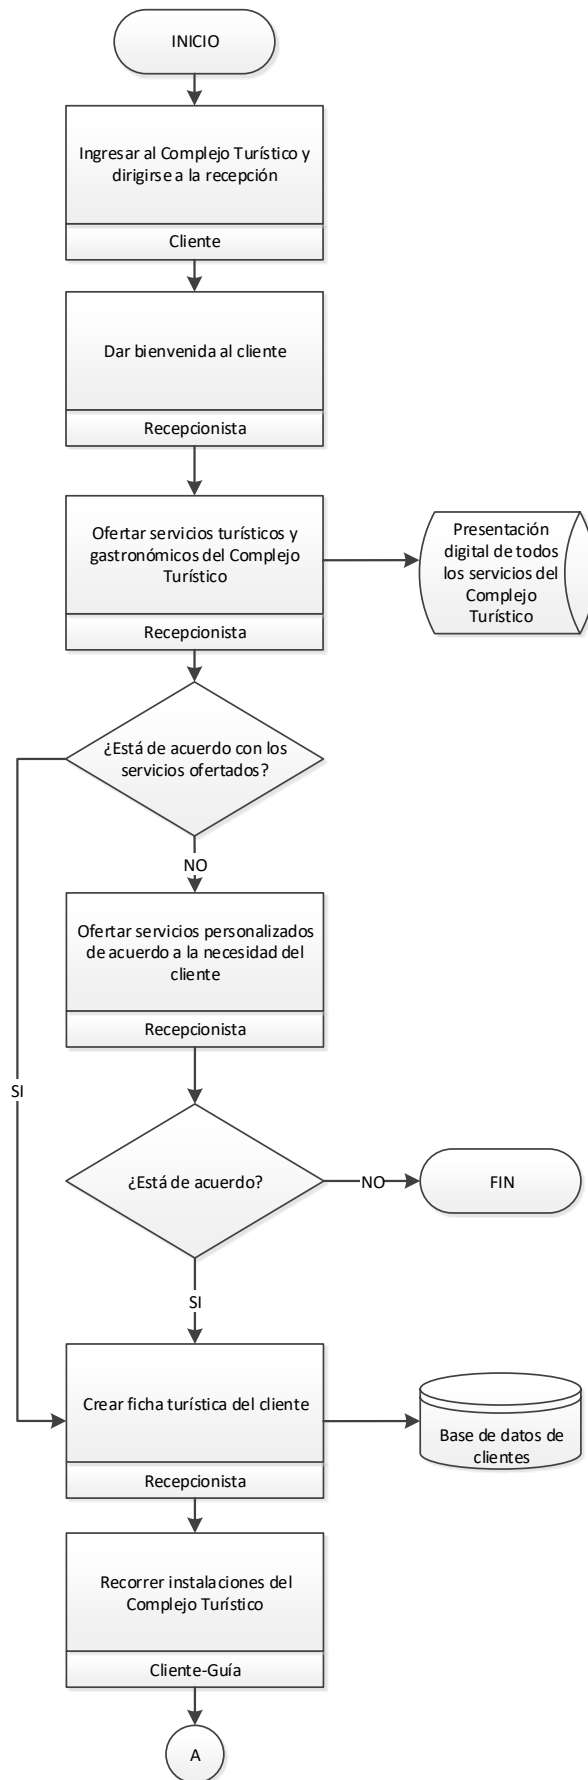 INICIO
Ingresar al Complejo Turístico y
dirigirse a la recepción
Cliente
Dar bienvenida al cliente
Recepcionista
Ofertar servicios turísticos y
gastronómicos del Complejo
Turístico
Recepcionista
Presentación
digital de todos
los servicios del
Complejo
Turístico
¿Está de acuerdo con los
servicios ofertados?
NO
Ofertar servicios personalizados
de acuerdo a la necesidad del
cliente
Recepcionista
SI
¿Está de acuerdo?
NO
FIN
SI
Crear ficha turística del cliente
Recepcionista
Base de datos de
clientes
Recorrer instalaciones del
Complejo Turístico
Cliente-Guía
A